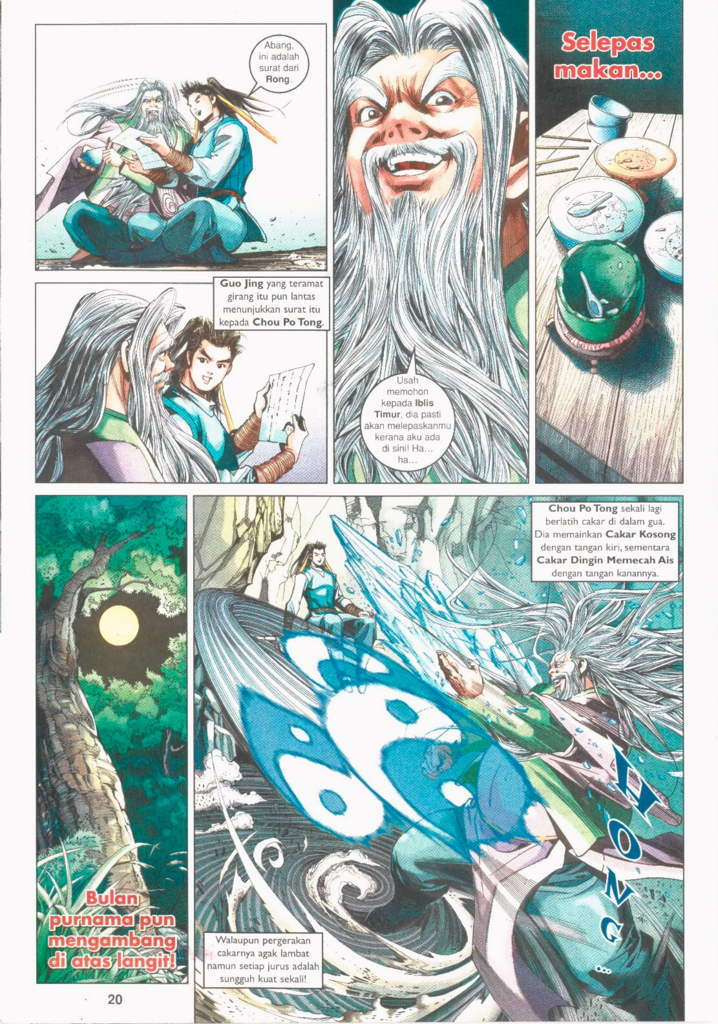 Abang,
ini adalah
surat dari
Rong.
Guo Jing yang teramat
girang itu pun lantas
menunjukkan surat itu
kepada Chou Po Tong.
Usah
memohon
kepada Iblis
Timur, dia pasti
akan melepaskanmu
kerana aku ada
di sini! Ha...
ha...
Selepas
makan...
Bulan
purnama pun
mengambang
di atas langit!
Chou Po Tong sekali lagi
berlatih cakar di dalam gua.
Dia memainkan Cakar Kosong
dengan tangan kiri, sementara
Cakar Dingin Memecah Ais
dengan tangan kanannya.
HONG...
Walaupun pergerakan
cakarnya agak lambat
namun setiap jurus adalah
sungguh kuat sekali!
20